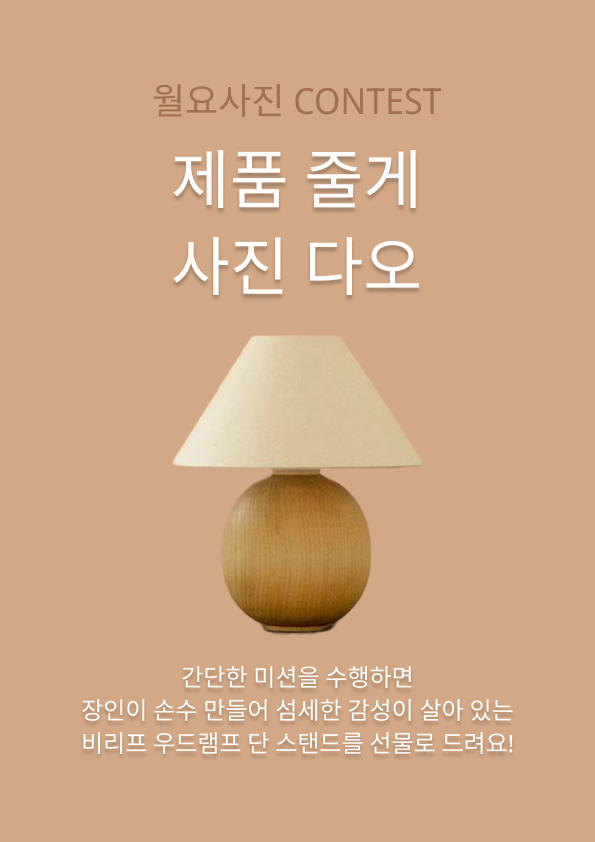 월요사진 CONTEST
제품 줄게
사진 다오
간단한 미션을 수행하면
장인이 손수 만들어 섬세한 감성이 살아 있는
비리프 우드램프 단 스탠드를 선물로 드려요!